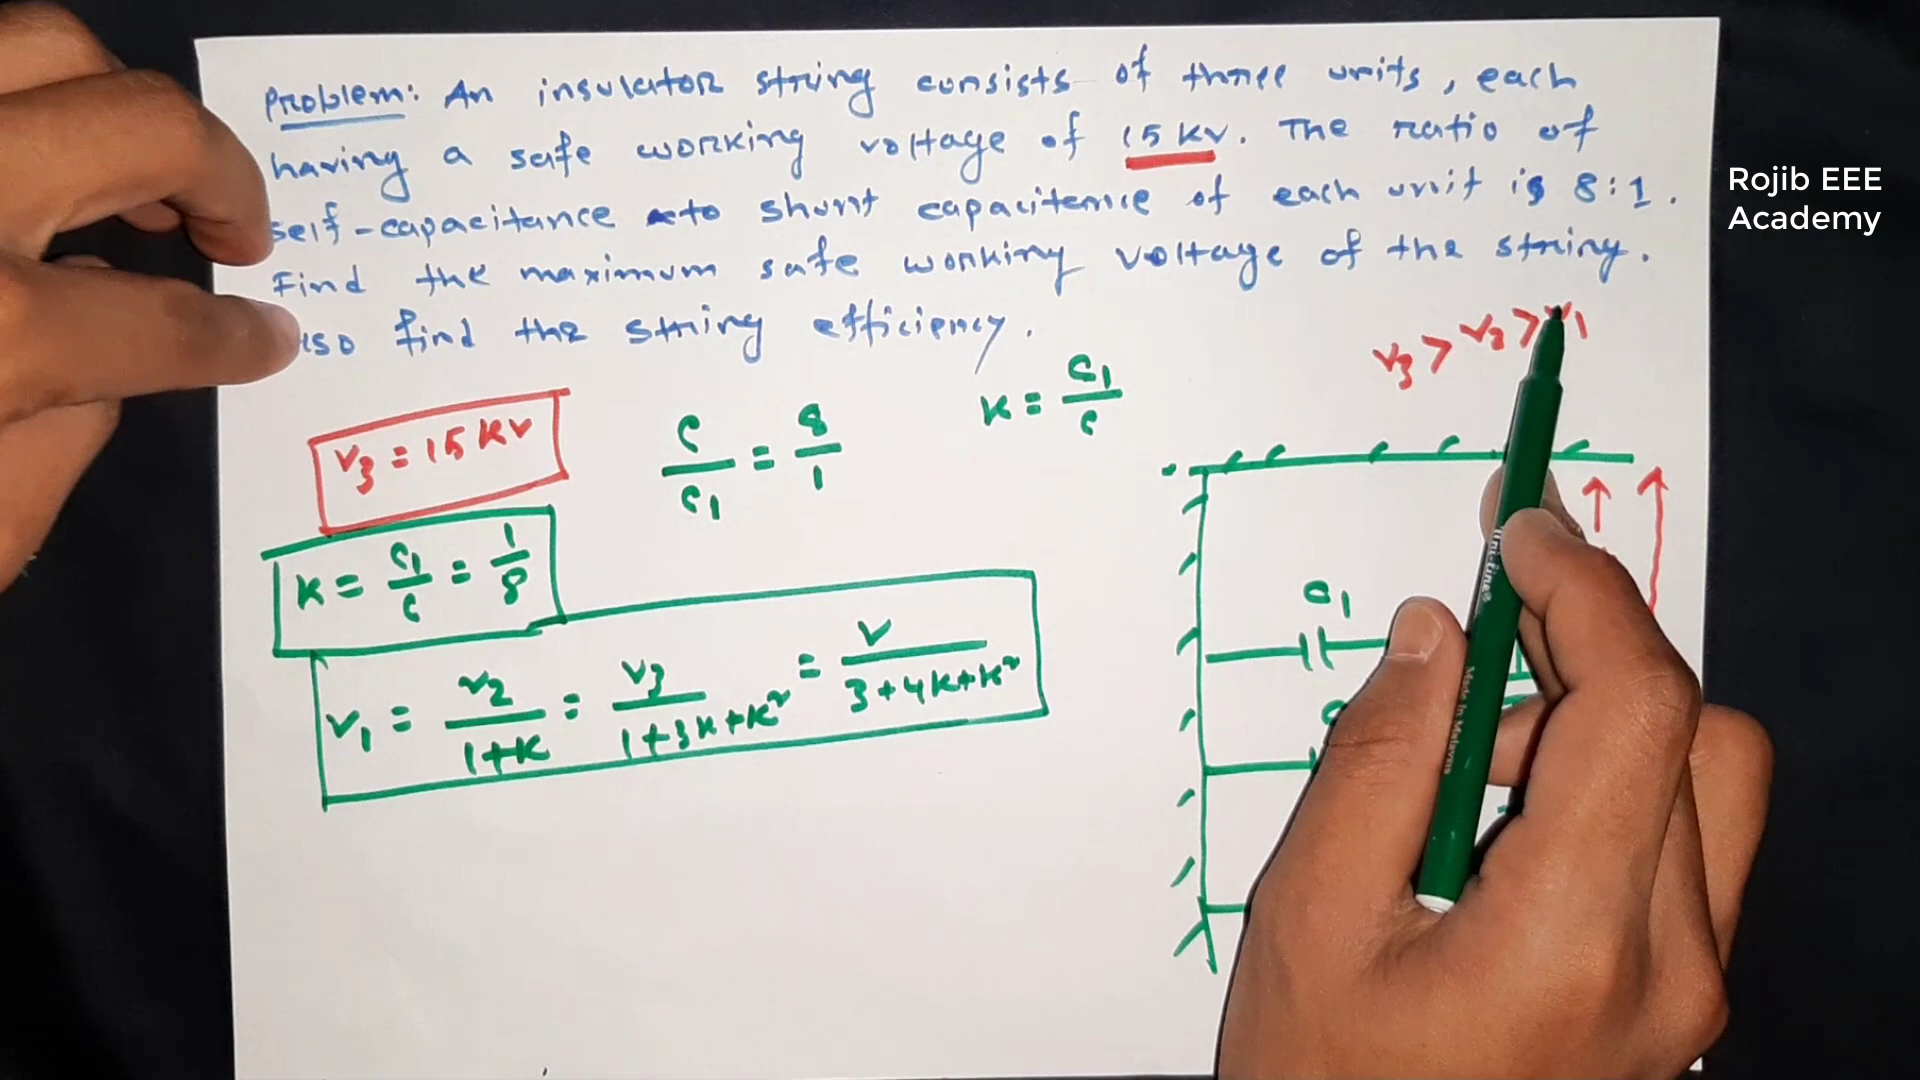 Problem: An insulator string consists of three units, each
having a safe working voltage of 15 kv. The ratio of
self-capacitance to shunt capacitance of each unit is 8:1.
Find the maximum safe working voltage of the string.
also find the string efficiency.
Rojib EEE
Academy
v3 > v2 > v1
v3 = 15 kv
c/c1 = 8/1
K = c1/c
K = c1/c = 1/8
v1 = v2/1+K = v3/1+3K+K² = v/3+4K+K²
c1